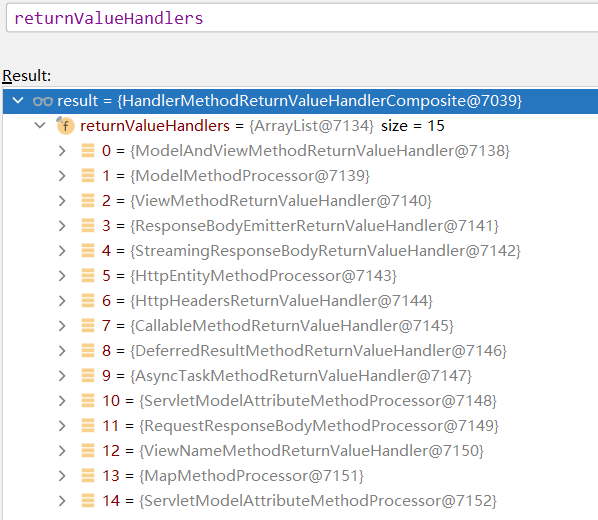 returnValueHandlers
Result:
result = {HandlerMethodReturnValueHandlerComposite@7039}
f returnValueHandlers = {ArrayList@7134} size = 15
0 = {ModelAndViewMethodReturnValueHandler@7138}
1 = {ModelMethodProcessor@7139}
2 = {ViewMethodReturnValueHandler@7140}
3 = {ResponseBodyEmitterReturnValueHandler@7141}
4 = {StreamingResponseBodyReturnValueHandler@7142}
5 = {HttpEntityMethodProcessor@7143}
6 = {HttpHeadersReturnValueHandler@7144}
7 = {CallableMethodReturnValueHandler@7145}
8 = {DeferredResultMethodReturnValueHandler@7146}
9 = {AsyncTaskMethodReturnValueHandler@7147}
10 = {ServletModelAttributeMethodProcessor@7148}
11 = {RequestResponseBodyMethodProcessor@7149}
12 = {ViewNameMethodReturnValueHandler@7150}
13 = {MapMethodProcessor@7151}
14 = {ServletModelAttributeMethodProcessor@7152}